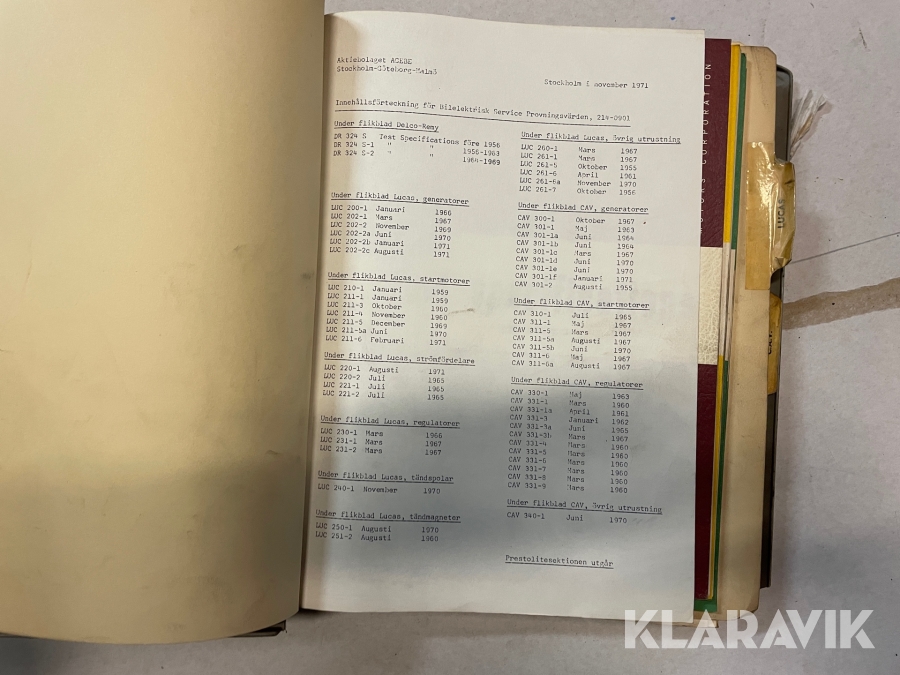 Aktiebolaget AGEBE
Stockholm-Göteborg-Malmö
Stockholm 1 november 1971
Innehållsförteckning för Bilelektrisk Service Provningsvärden, 214-0901
Under flikblad Delco-Remy
DR 324 S Test Specifications före 1956
DR 324 S-1 " " 1956-1963
DR 324 S-2 " " 1964-1969
Under flikblad Lucas, generatorer
LUC 200-1 Januari 1966
LUC 202-1 Mars 1967
LUC 202-2 November 1969
LUC 202-2a Juni 1970
LUC 202-2b Januari 1971
LUC 202-2c Augusti 1971
Under flikblad Lucas, startmotorer
LUC 210-1 Januari 1959
LUC 211-1 Januari 1959
LUC 211-3 Oktober 1960
LUC 211-4 November 1960
LUC 211-5 December 1969
LUC 211-5a Juni 1970
LUC 211-6 Februari 1971
Under flikblad Lucas, strömfördelare
LUC 220-1 Augusti 1971
LUC 220-2 Juli 1965
LUC 221-1 Juli 1965
LUC 221-2 Juli 1965
Under flikblad Lucas, regulatorer
LUC 230-1 Mars 1966
LUC 231-1 Mars 1967
LUC 231-2 Mars 1967
Under flikblad Lucas, tändspolar
LUC 240-1 November 1970
Under flikblad Lucas, tändmagneter
LUC 250-1 Augusti 1970
LUC 251-2 Augusti 1960
Under flikblad Lucas, övrig utrustning
LUC 260-1 Mars 1967
LUC 261-1 Mars 1967
LUC 261-5 Oktober 1955
LUC 261-6 April 1961
LUC 261-6a November 1970
LUC 261-7 Oktober 1956
Under flikblad CAV, generatorer
CAV 300-1 Oktober 1967
CAV 301-1 Maj 1963
CAV 301-1a Juni 1964
CAV 301-1b Juni 1964
CAV 301-1c Mars 1967
CAV 301-1d Juni 1970
CAV 301-1e Juni 1970
CAV 301-1f Januari 1971
CAV 301-2 Augusti 1955
Under flikblad CAV, startmotorer
CAV 310-1 Juli 1965
CAV 311-1 Maj 1967
CAV 311-5 Mars 1967
CAV 311-5a Augusti 1967
CAV 311-5b Juni 1970
CAV 311-6 Maj 1967
CAV 311-6a Augusti 1967
Under flikblad CAV, regulatorer
CAV 330-1 Maj 1963
CAV 331-1 Mars 1960
CAV 331-1a April 1961
CAV 331-3 Januari 1962
CAV 331-3a Juni 1965
CAV 331-3b Mars 1967
CAV 331-4 Mars 1960
CAV 331-5 Mars 1960
CAV 331-6 Mars 1960
CAV 331-7 Mars 1960
CAV 331-8 Mars 1960
CAV 331-9 Mars 1960
Under flikblad CAV, övrig utrustning
CAV 340-1 Juni 1970
Prestolitesektionen utgår
CORPORATION
KLARAVIK